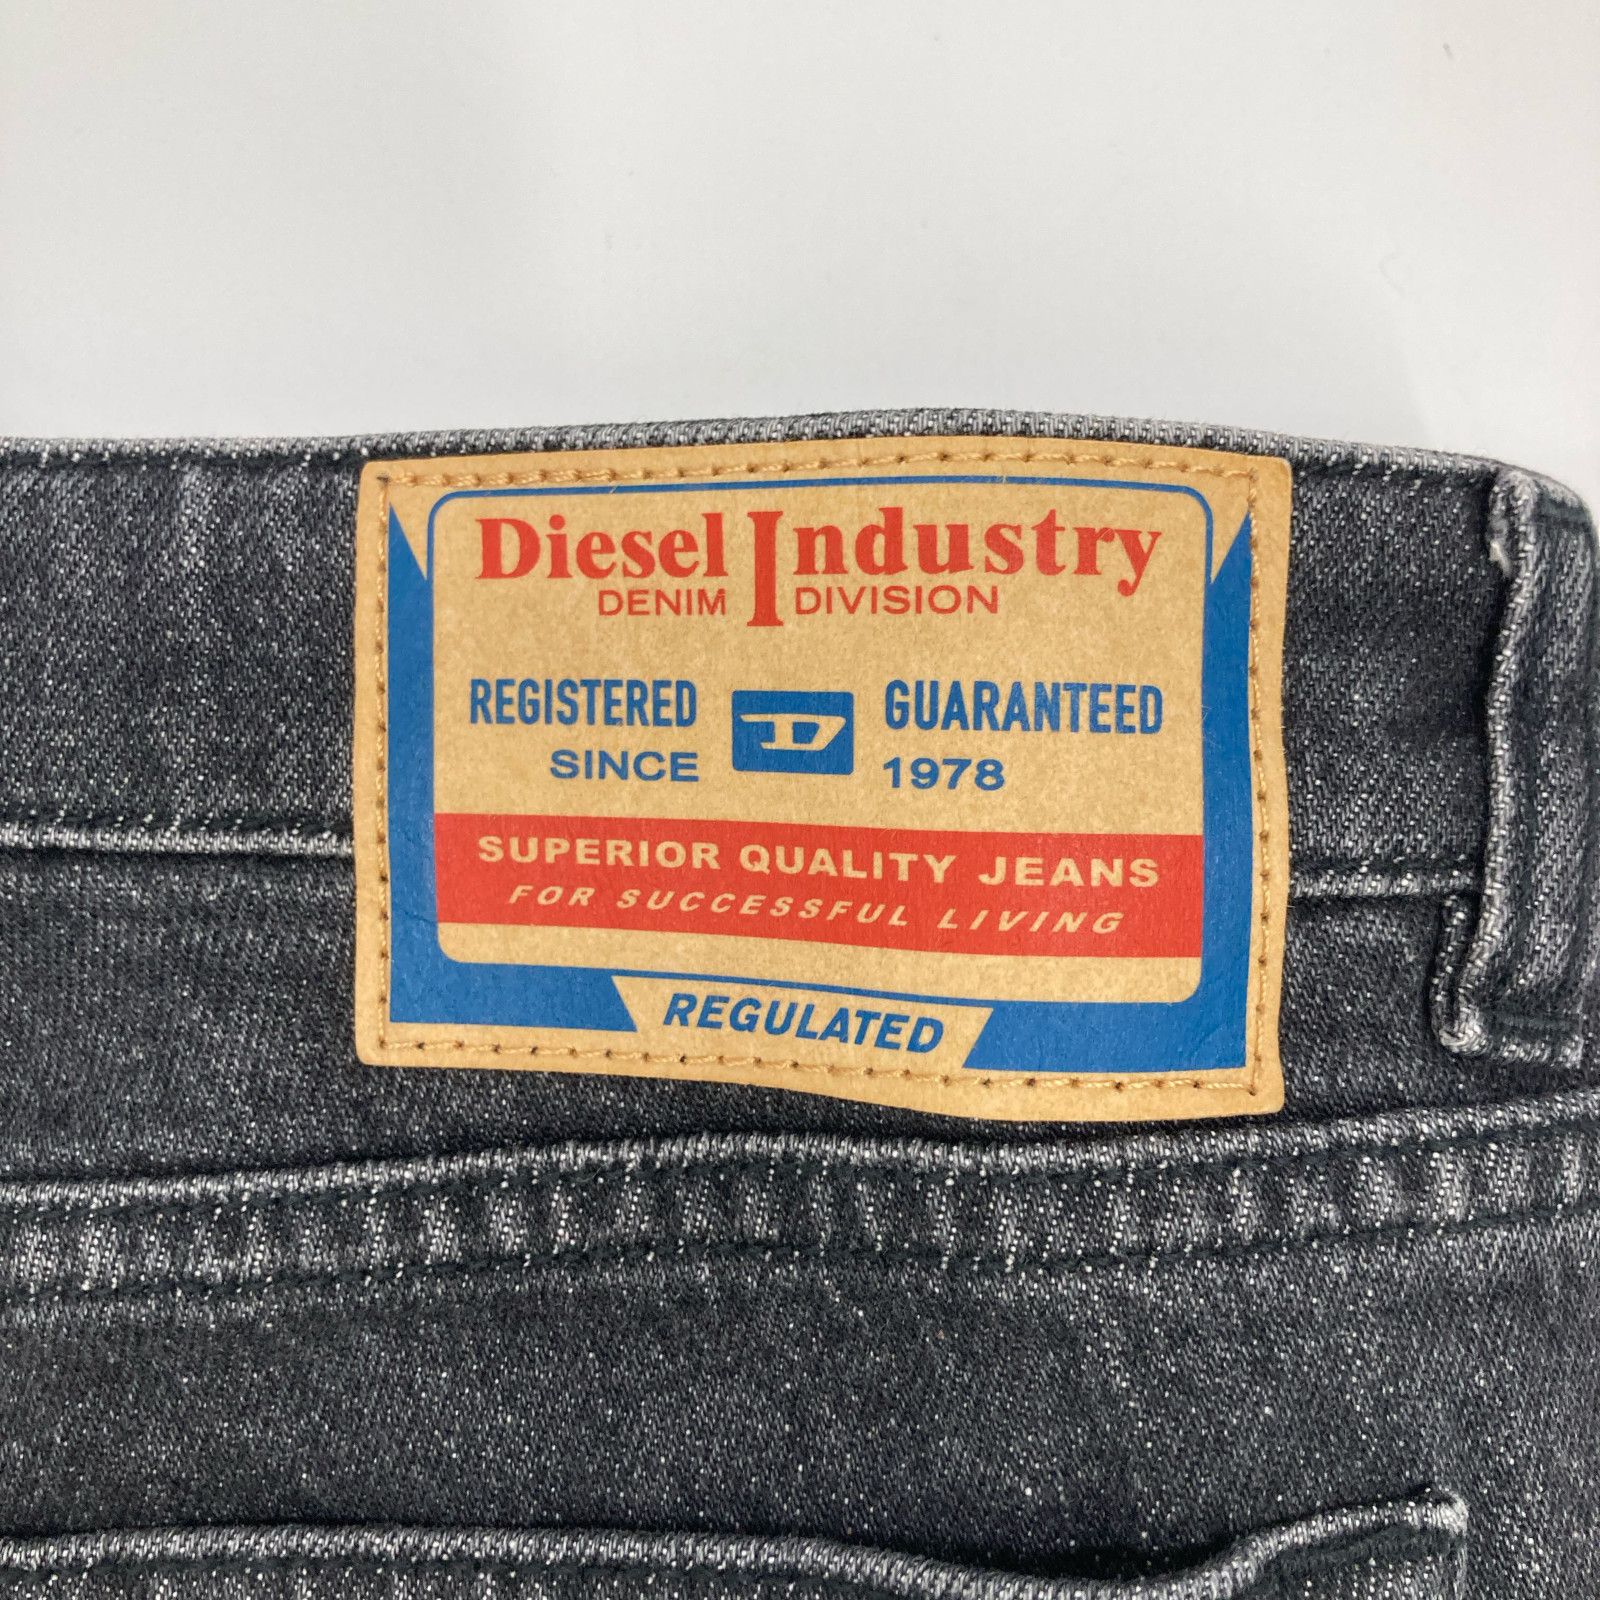 Diesel Industry
DENIM DIVISION
REGISTERED D GUARANTEED
SINCE 1978
SUPERIOR QUALITY JEANS
FOR SUCCESSFUL LIVING
REGULATED